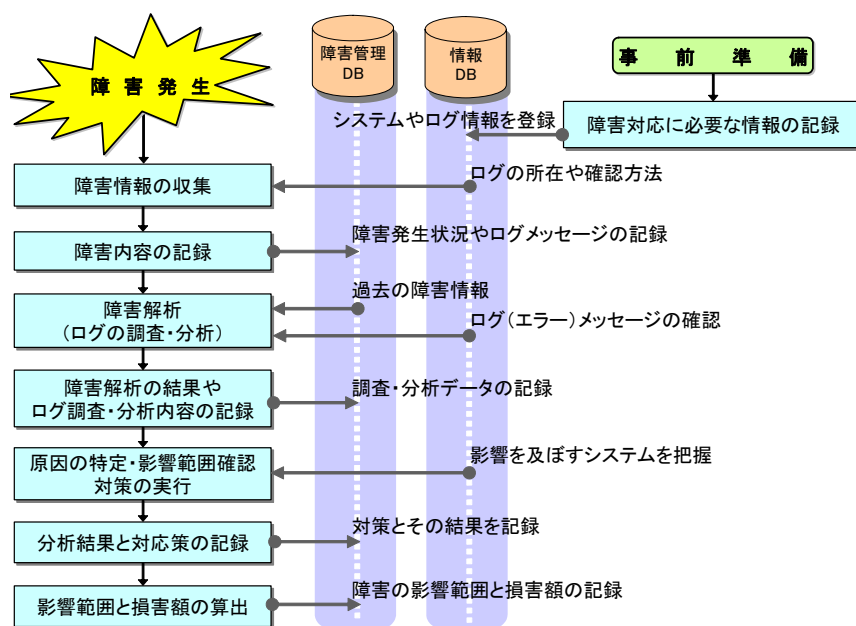 障害発生
障害管理
DB
情報
DB
事前準備
システムやログ情報を登録
障害対応に必要な情報の記録
ログの所在や確認方法
障害情報の収集
障害内容の記録
障害発生状況やログメッセージの記録
過去の障害情報
障害解析
(ログの調査・分析)
ログ(エラー)メッセージの確認
障害解析の結果や
ログ調査・分析内容の記録
調査・分析データの記録
原因の特定・影響範囲確認
対策の実行
影響を及ぼすシステムを把握
対策とその結果を記録
分析結果と対応策の記録
障害の影響範囲と損害額の記録
影響範囲と損害額の算出